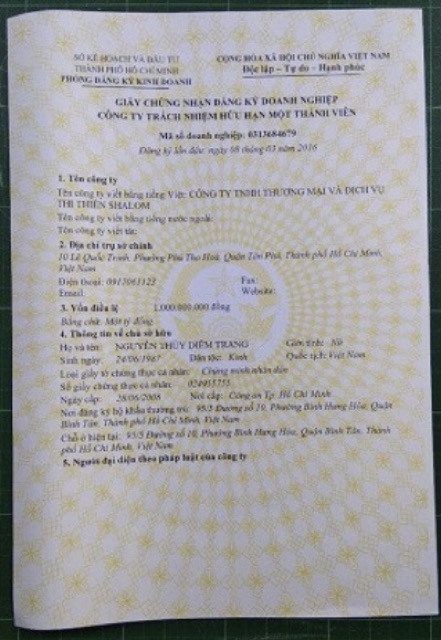 SỞ KẾ HOẠCH VÀ ĐẦU TƯ
THÀNH PHỐ HỒ CHÍ MINH
PHÒNG ĐĂNG KÝ KINH DOANH
CỘNG HÒA XÃ HỘI CHỦ NGHĨA VIỆT NAM
Độc lập - Tự do - Hạnh phúc
GIẤY CHỨNG NHẬN ĐĂNG KÝ DOANH NGHIỆP
CÔNG TY TRÁCH NHIỆM HỮU HẠN MỘT THÀNH VIÊN
Mã số doanh nghiệp: 0313684679
Đăng ký lần đầu: ngày 08 tháng 03 năm 2016
1. Tên công ty
Tên công ty viết bằng tiếng Việt: CÔNG TY TNHH THƯƠNG MẠI VÀ DỊCH VỤ
THI THIÊN SHALOM
Tên công ty viết bằng tiếng nước ngoài:
Tên công ty viết tắt:
2. Địa chỉ trụ sở chính
10 Lê Quốc Trinh, Phường Phú Thọ Hoà, Quận Tân Phú, Thành phố Hồ Chí Minh,
Việt Nam
Điện thoại: Fax:
Email: Website:
3. Vốn điều lệ 1.000.000.000 đồng
Bằng chữ: Một tỷ đồng
4. Thông tin về chủ sở hữu
Họ và tên: NGUYỄN THÙY DIỄM TRANG Giới tính: Nữ
Sinh ngày: 24/06/1987 Dân tộc: Kinh Quốc tịch: Việt Nam
Loại giấy tờ chứng thực cá nhân: Chứng minh nhân dân
Số giấy chứng thực cá nhân:
Ngày cấp: 28/06/2008 Nơi cấp: Công an Tp. Hồ Chí Minh
Nơi đăng ký hộ khẩu thường trú: 95/5 Đường số 10, Phường Bình Hưng Hòa, Quận
Bình Tân, Thành phố Hồ Chí Minh, Việt Nam
Chỗ ở hiện tại: 95/5 Đường số 10, Phường Bình Hưng Hòa, Quận Bình Tân, Thành
phố Hồ Chí Minh, Việt Nam
5. Người đại diện theo pháp luật của công ty